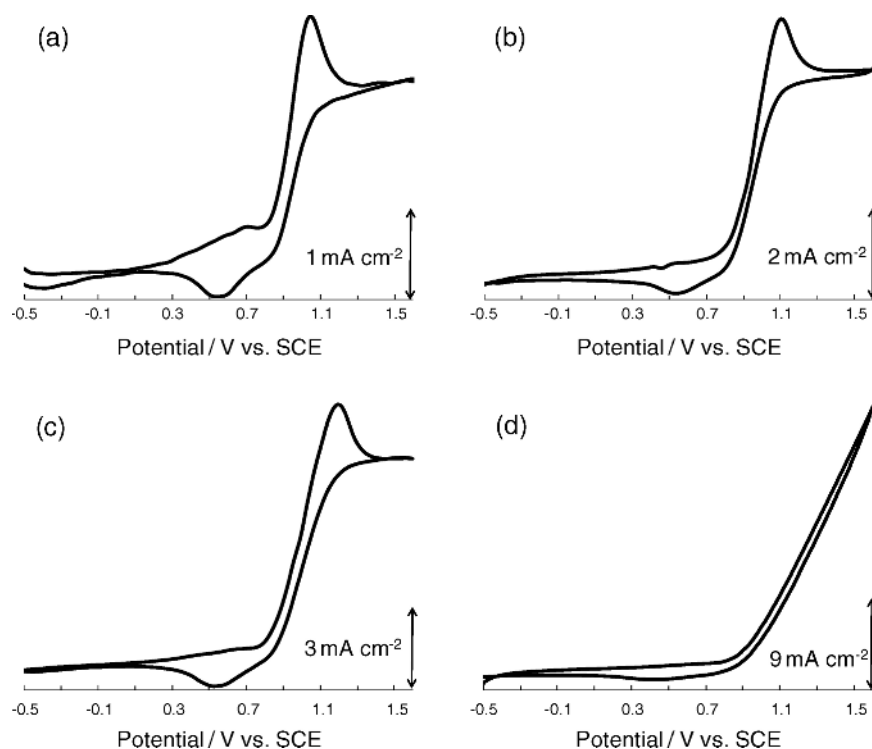 (a)
1 mA cm-2
-0.5 -0.1 0.3 0.7 1.1 1.5
Potential / V vs. SCE
(b)
2 mA cm-2
-0.5 -0.1 0.3 0.7 1.1 1.5
Potential / V vs. SCE
(c)
3 mA cm-2
-0.5 -0.1 0.3 0.7 1.1 1.5
Potential / V vs. SCE
(d)
9 mA cm-2
-0.5 -0.1 0.3 0.7 1.1 1.5
Potential / V vs. SCE